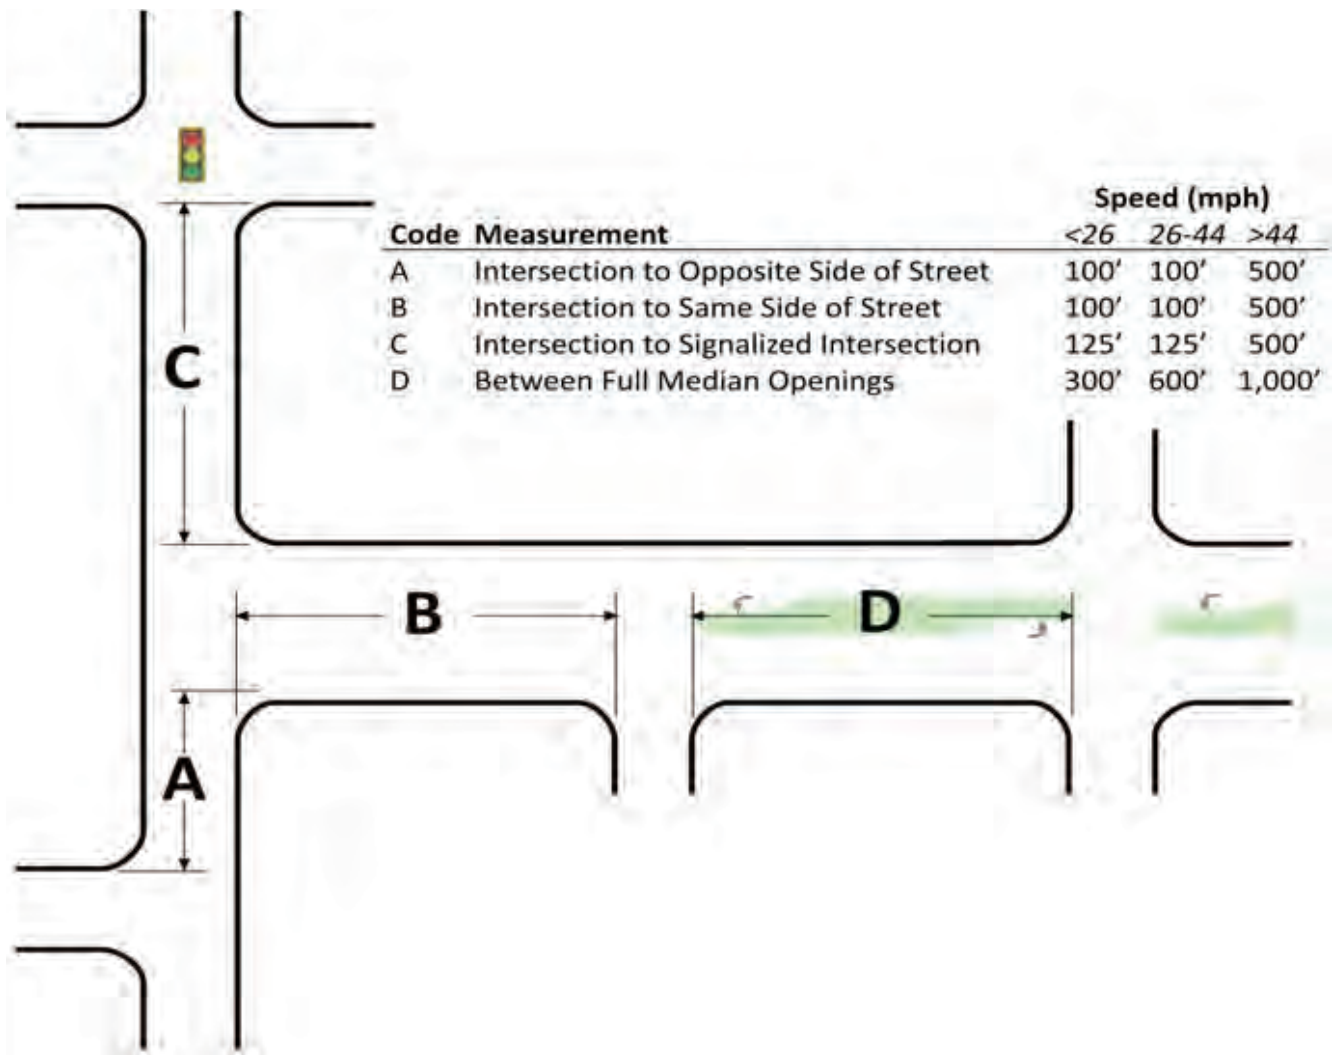 Speed (mph)
Code Measurement <26 26-44 >44
A Intersection to Opposite Side of Street 100' 100' 500'
B Intersection to Same Side of Street 100' 100' 500'
C Intersection to Signalized Intersection 125' 125' 500'
D Between Full Median Openings 300' 600' 1,000'
C
B
D
A